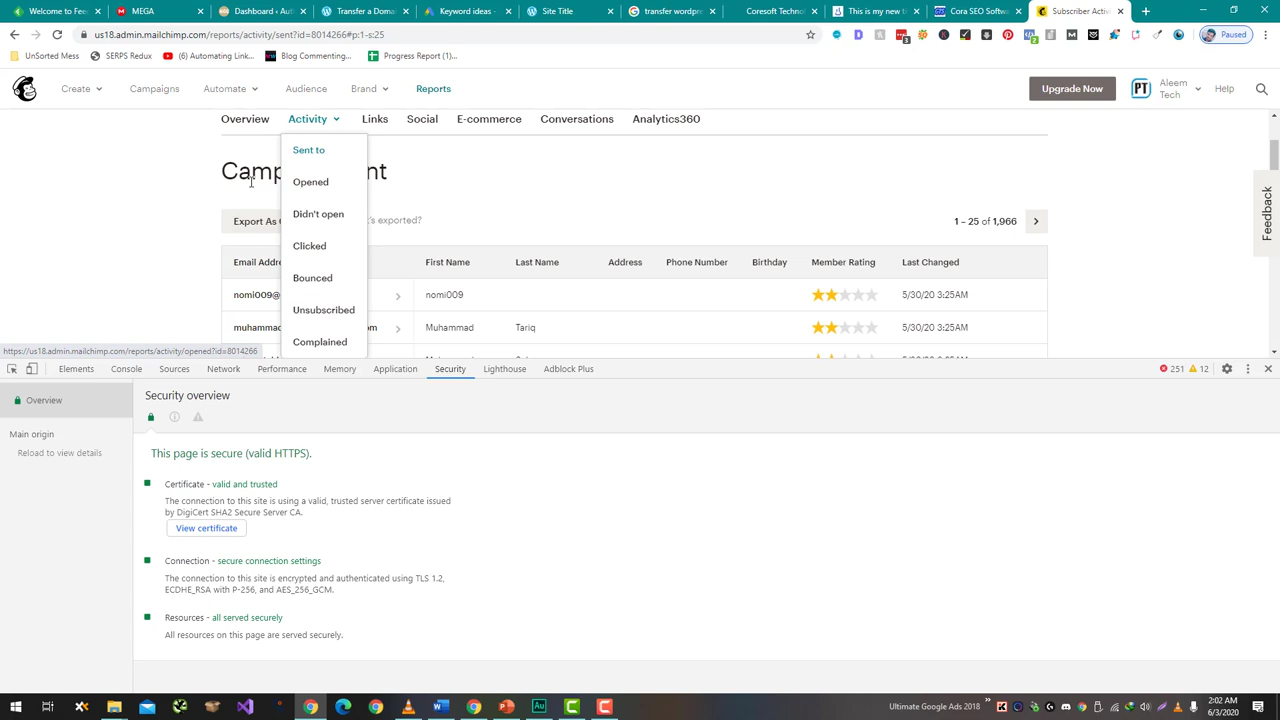 Welcome to Feed
MEGA
Dashboard ‹ Aut
Transfer a Dom
Keyword ideas -
Site Title
transfer wordpr
Coresoft Techno
This is my new t
Cora SEO Softw
Subscriber Activ
us18.admin.mailchimp.com/reports/activity/sent?id=8014266#p:1-s:25
Paused
UnSorted Mess
SERPS Redux
(6) Automating Link...
Blog Commenting...
Progress Report (1)...
Create
Campaigns
Automate
Audience
Brand
Reports
Upgrade Now
PT
Aleem
Tech
Help
Overview
Activity
Links
Social
E-commerce
Conversations
Analytics360
Sent to
Opened
Didn't open
Clicked
Bounced
Unsubscribed
Complained
Export As
's exported?
1 - 25 of 1,966
Feedback
First Name
Last Name
Address
Phone Number
Birthday
Member Rating
Last Changed
nomi009@
nomi009
5/30/20 3:25AM
om
Muhammad
Tariq
5/30/20 3:25AM
https://us18.admin.mailchimp.com/reports/activity/opened?id=8014266
Elements
Console
Sources
Network
Performance
Memory
Application
Security
Lighthouse
Adblock Plus
251
12
Overview
Main origin
Reload to view details
Security overview
This page is secure (valid HTTPS).
Certificate - valid and trusted
The connection to this site is using a valid, trusted server certificate issued
by DigiCert SHA2 Secure Server CA.
View certificate
Connection - secure connection settings
The connection to this site is encrypted and authenticated using TLS 1.2,
ECDHE_RSA with P-256, and AES_256_GCM.
Resources - all served securely
All resources on this page are served securely.
Ultimate Google Ads 2018
2:02 AM
6/3/2020